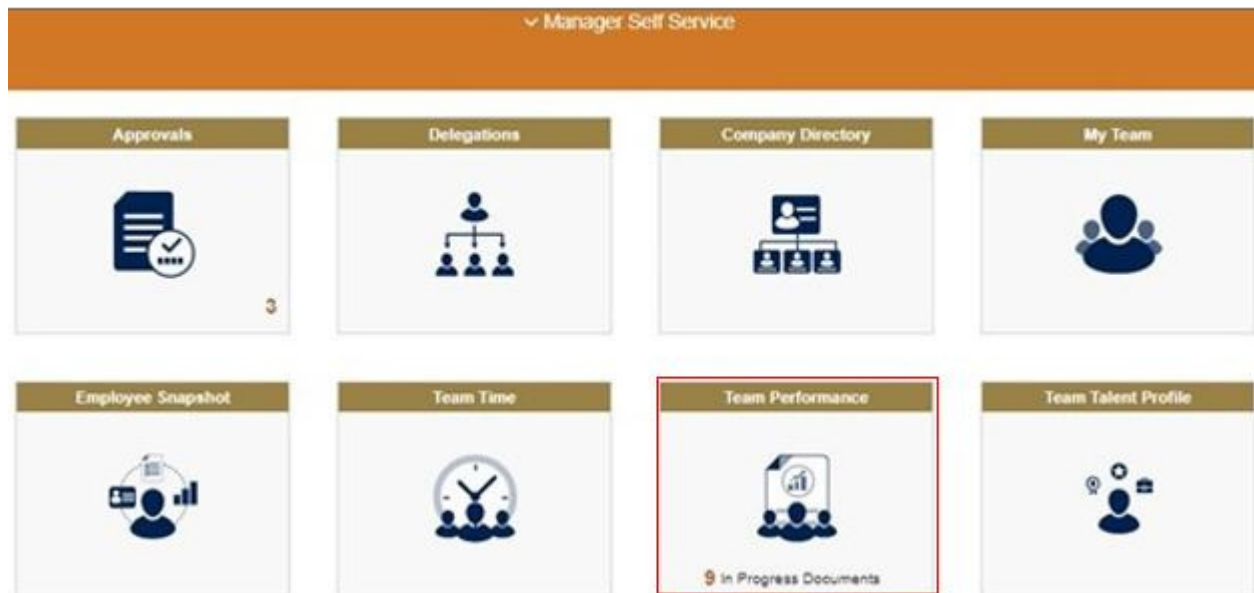 Manager Self Service
Approvals
Delegations
Company Directory
My Team
3
Employee Snapshot
Team Time
Team Performance
Team Talent Profile
9 In Progress Documents